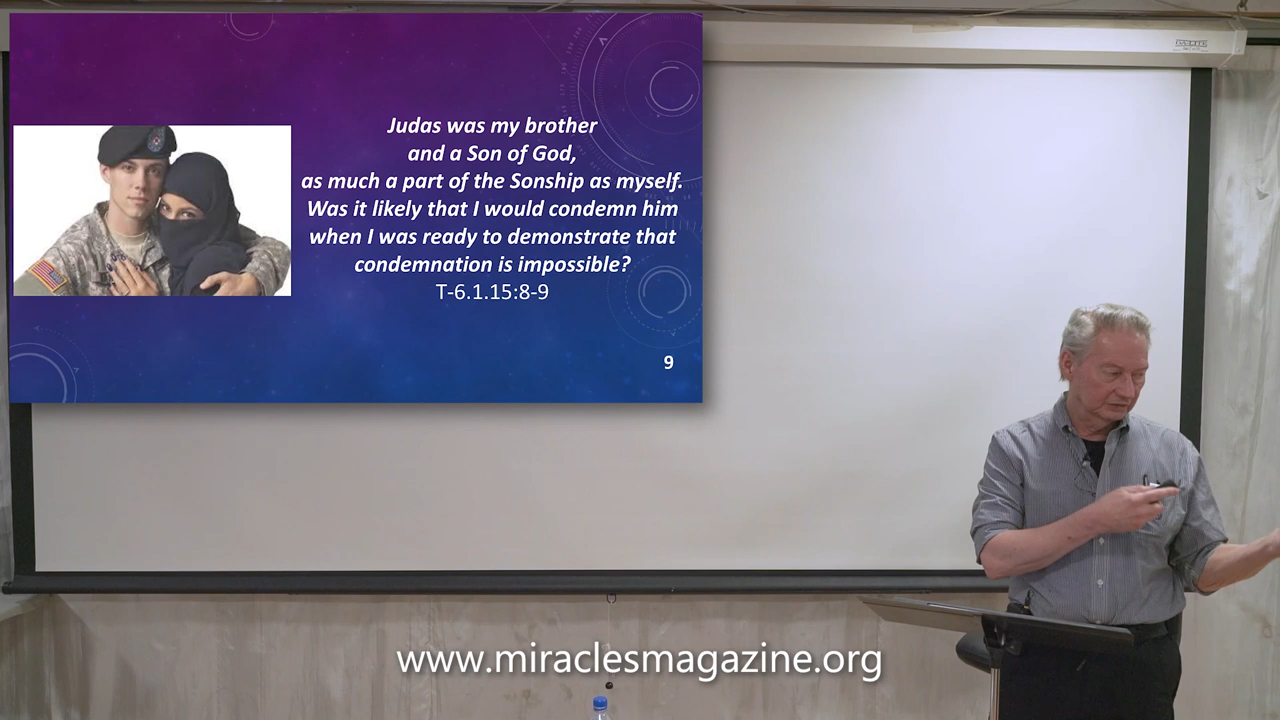 Judas was my brother
and a Son of God,
as much a part of the Sonship as myself.
Was it likely that I would condemn him
when I was ready to demonstrate that
condemnation is impossible?
T-6.1.15:8-9
9
DA-LITE
www.miraclesmagazine.org